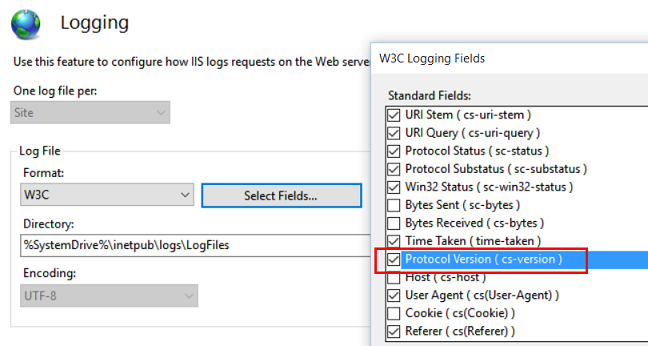 Logging
Use this feature to configure how IIS logs requests on the Web serve
One log file per:
Site
Log File
Format:
W3C
Select Fields...
Directory:
%SystemDrive%\inetpub\logs\LogFiles
Encoding:
UTF-8
W3C Logging Fields
Standard Fields:
URI Stem ( cs-uri-stem )
URI Query ( cs-uri-query )
Protocol Status ( sc-status )
Protocol Substatus ( sc-substatus )
Win32 Status ( sc-win32-status )
Bytes Sent ( sc-bytes )
Bytes Received ( cs-bytes )
Time Taken ( time-taken )
Protocol Version ( cs-version )
Host ( cs-host )
User Agent ( cs(User-Agent) )
Cookie ( cs(Cookie) )
Referer ( cs(Referer) )